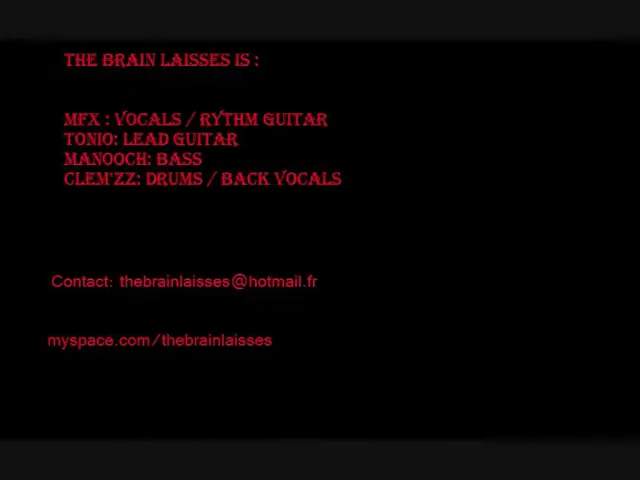 THE BRAIN LAISSES IS :
MFX : VOCALS / RYTHM GUITAR
TONIO: LEAD GUITAR
MANOOCH: BASS
CLEM'ZZ: DRUMS / BACK VOCALS
Contact: thebrainlaisses@hotmail.fr
myspace.com/thebrainlaisses